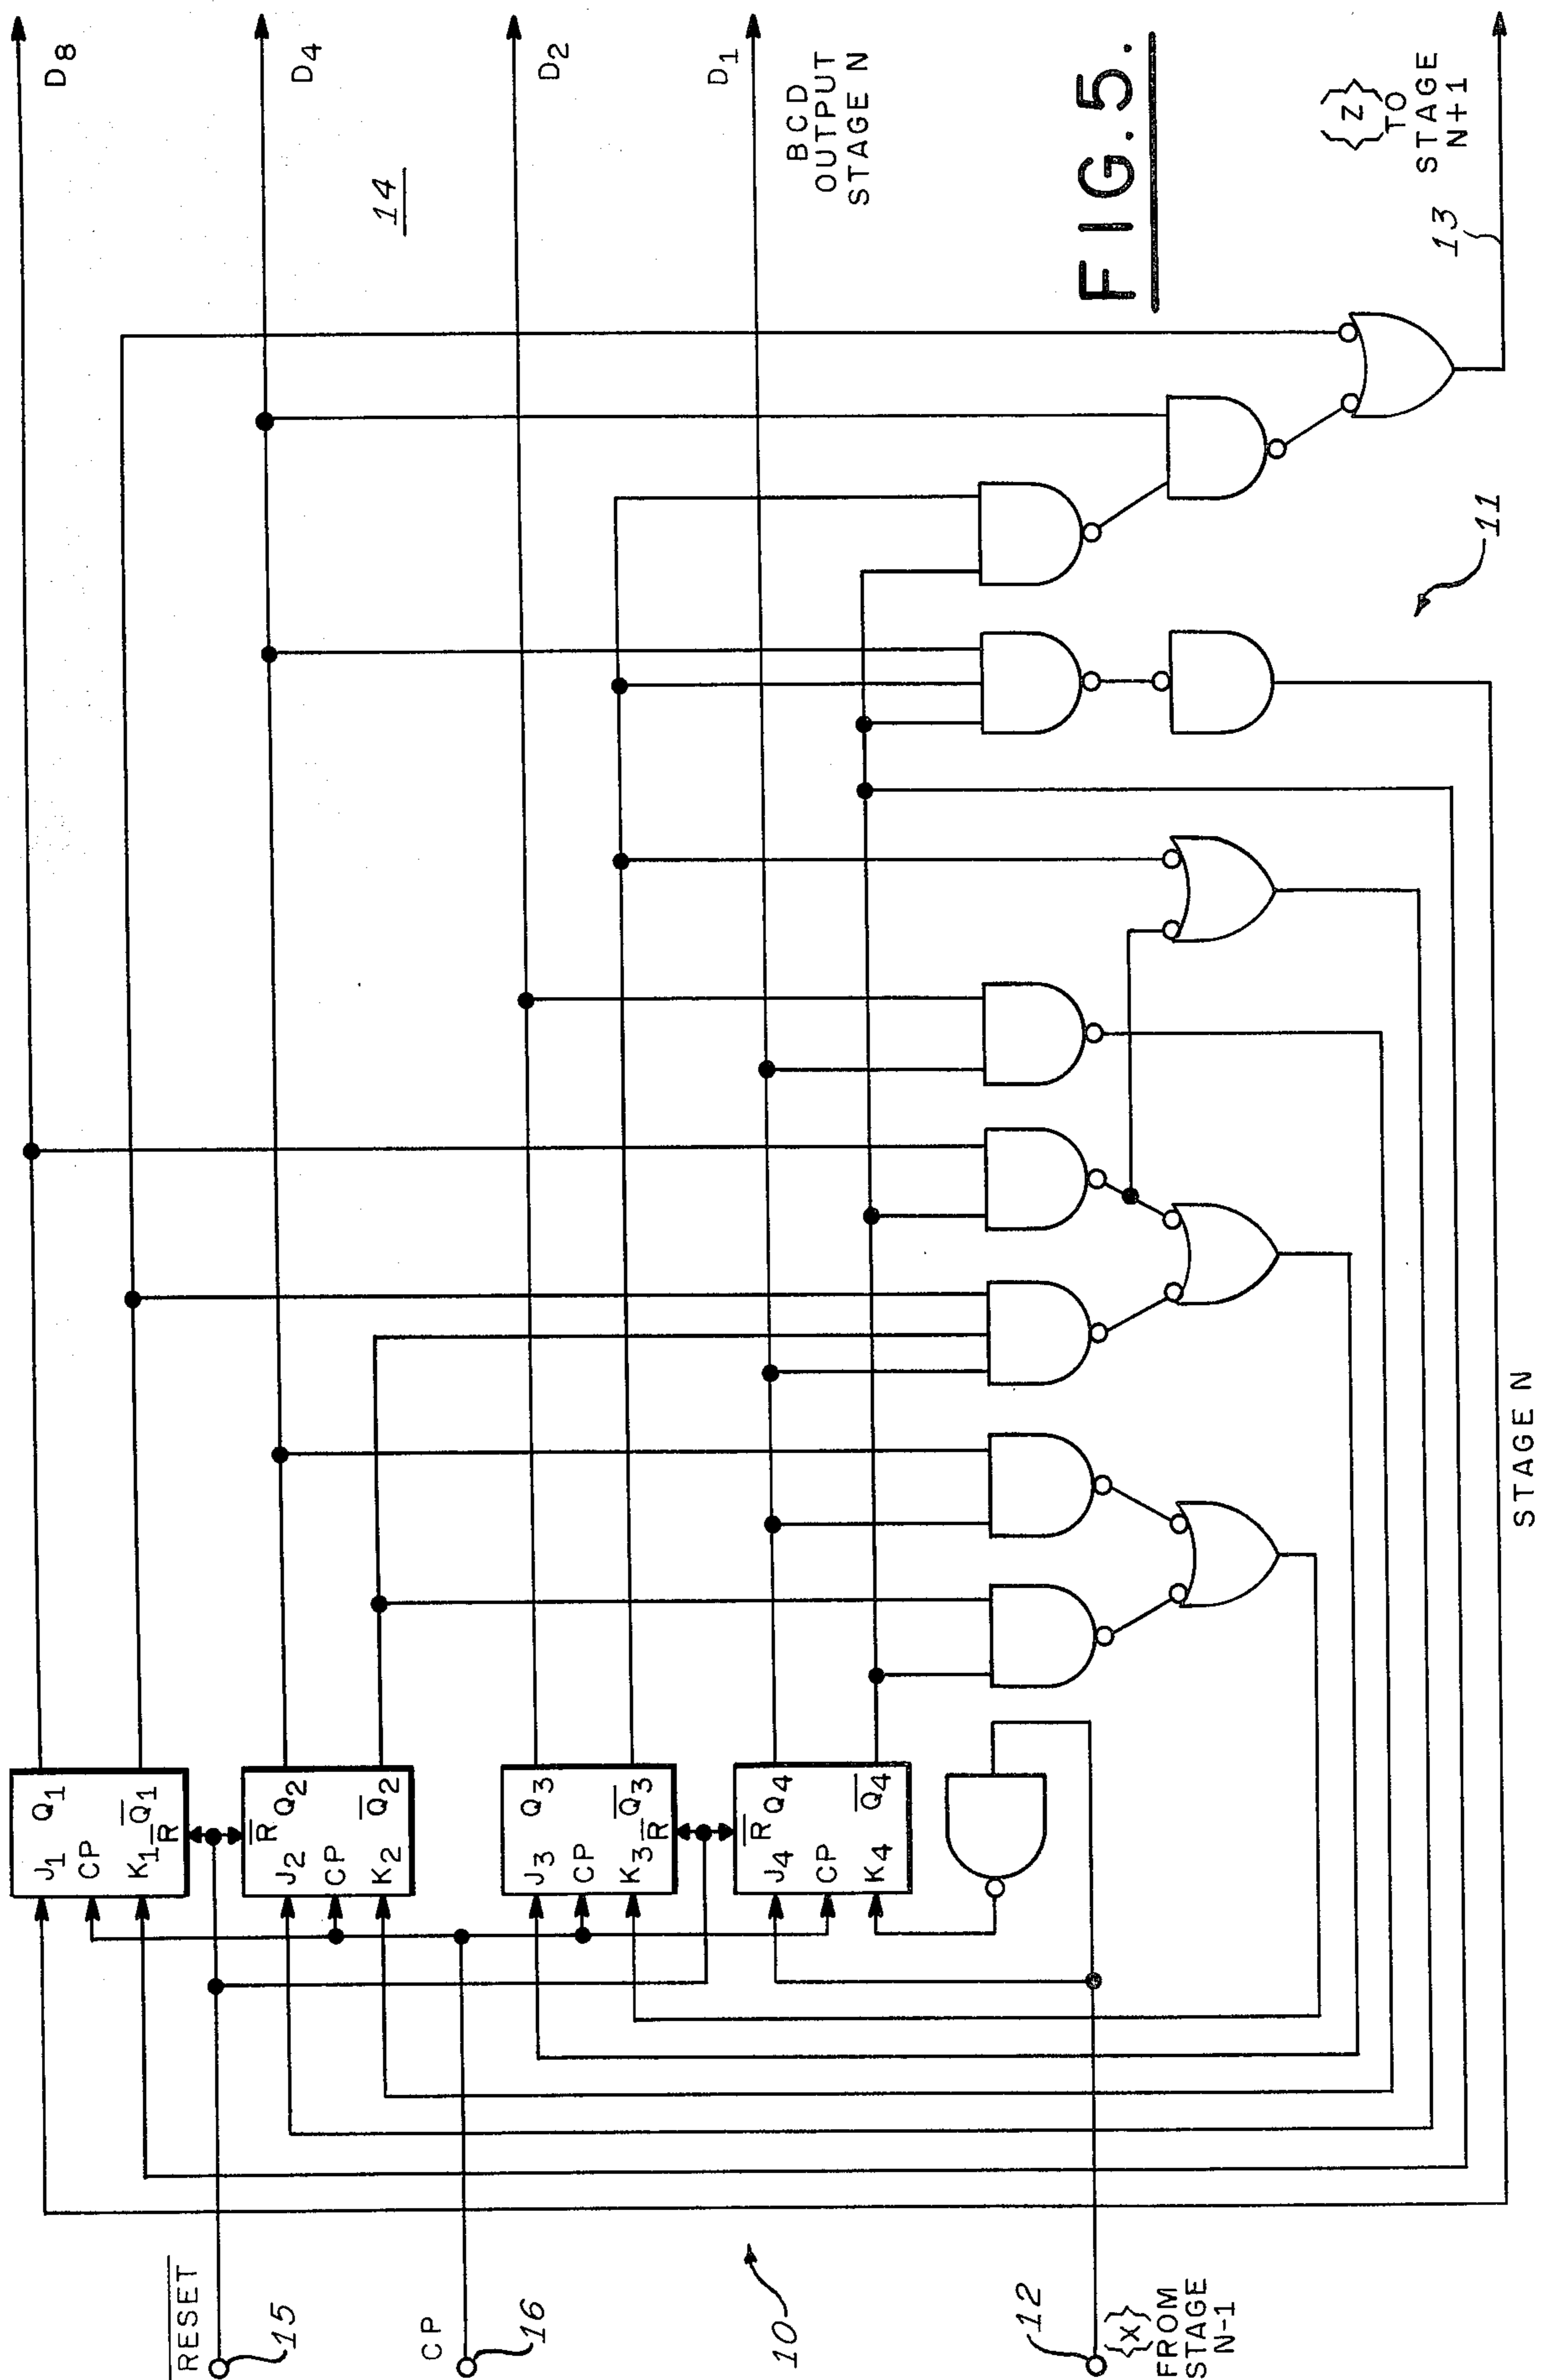 D8
D4
D2
D1
14
BCD
OUTPUT
STAGE N
FIG.5.
{Z}
TO
STAGE
N+1
13
11
J1 Q1
CP
K1 Q̅1
R̅
R̅
J2 Q2
CP
K2 Q̅2
J3 Q3
CP
K3 Q̅3
R̅
R̅
J4 Q4
CP
K4 Q̅4
STAGE N
R̅E̅S̅E̅T̅
15
CP
16
10
12
{X}
FROM
STAGE
N-1